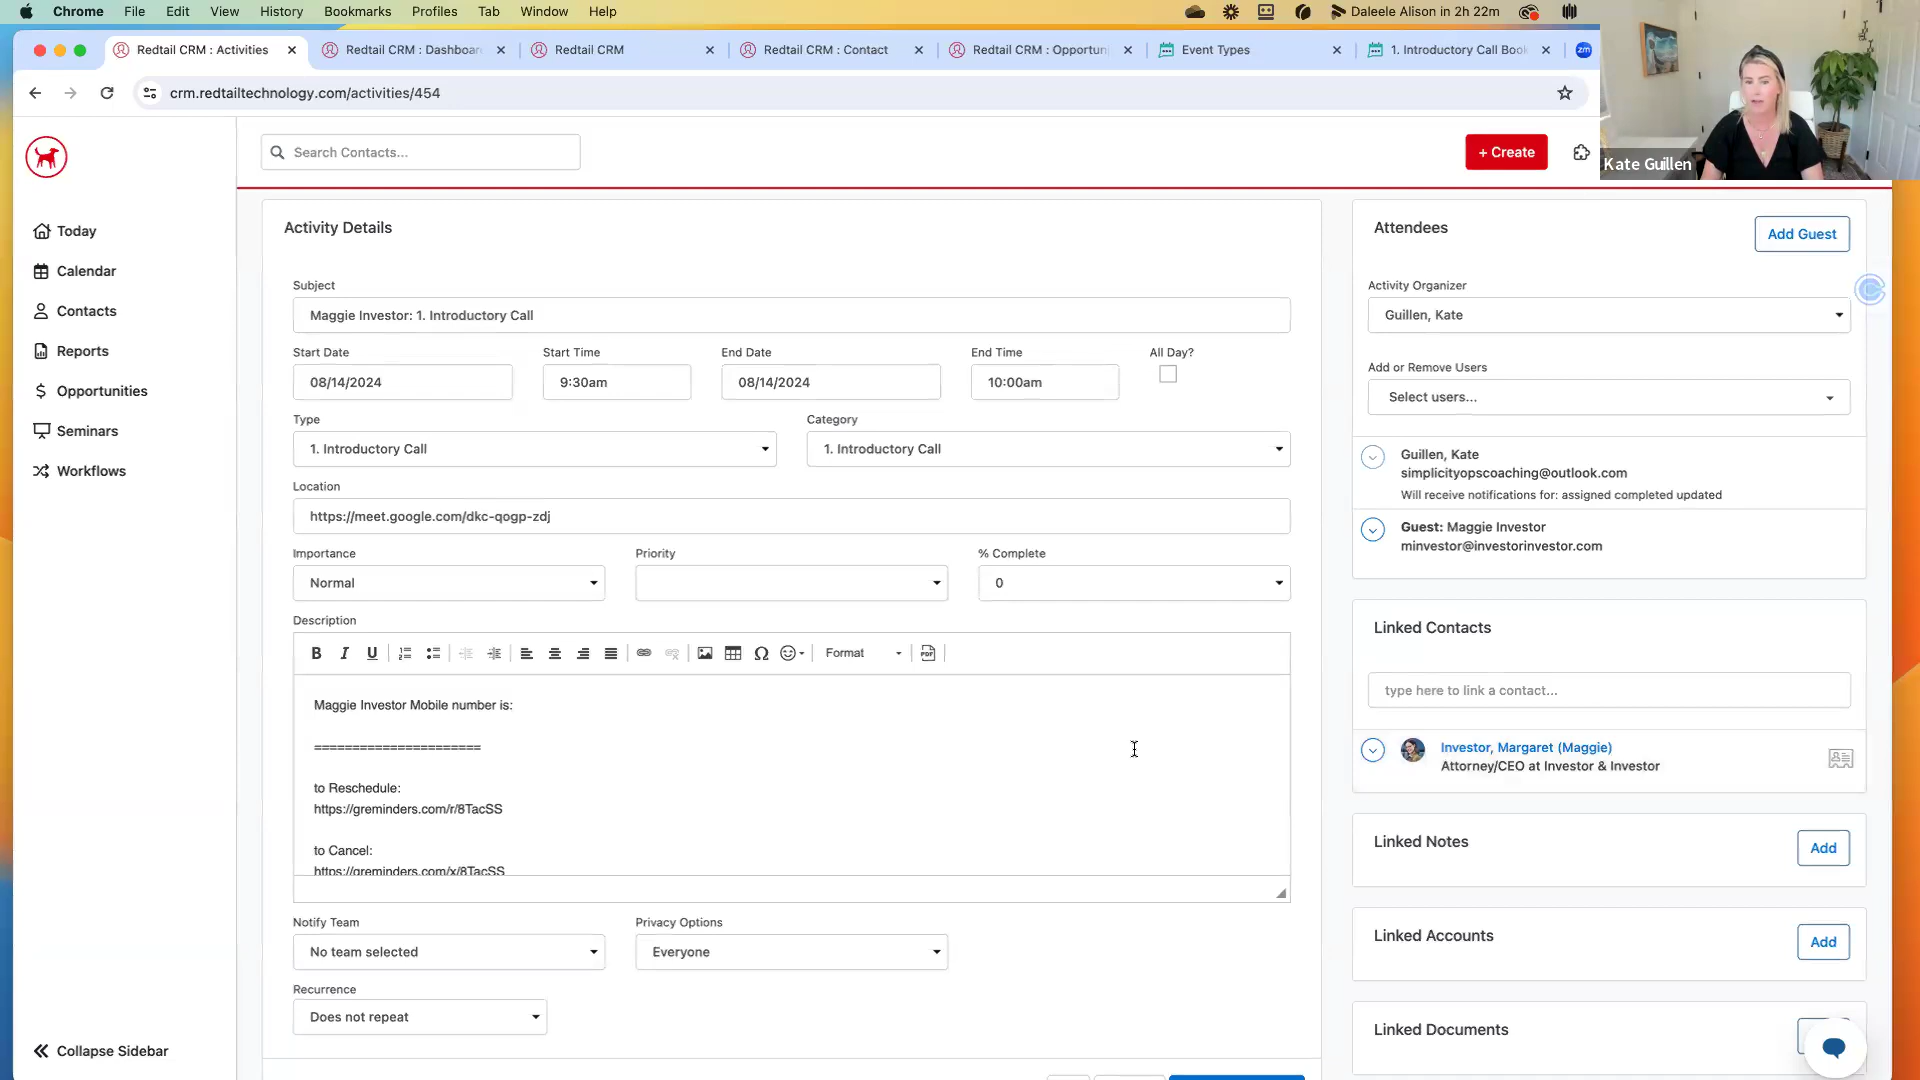 Chrome File Edit View History Bookmarks Profiles Tab Window Help
Daleele Alison in 2h 22m
Redtail CRM : Activities
Redtail CRM : Dashboar
Redtail CRM
Redtail CRM : Contact
Redtail CRM : Opportun
Event Types
1. Introductory Call Boo
zm
crm.redtailtechnology.com/activities/454
Search Contacts...
+ Create
Kate Guillen
Today
Calendar
Contacts
Reports
Opportunities
Seminars
Workflows
Collapse Sidebar
Activity Details
Subject
Maggie Investor: 1. Introductory Call
Start Date
Start Time
End Date
End Time
All Day?
08/14/2024
9:30am
08/14/2024
10:00am
Type
Category
1. Introductory Call
1. Introductory Call
Location
https://meet.google.com/dkc-qogp-zdj
Importance
Priority
% Complete
Normal
0
Description
B I U
Format
PDF
Maggie Investor Mobile number is:
======================
to Reschedule:
https://greminders.com/r/8TacSS
to Cancel:
https://greminders.com/x/8TacSS
Notify Team
Privacy Options
No team selected
Everyone
Recurrence
Does not repeat
Attendees
Add Guest
Activity Organizer
Guillen, Kate
Add or Remove Users
Select users...
Guillen, Kate
simplicityopscoaching@outlook.com
Will receive notifications for: assigned completed updated
Guest: Maggie Investor
minvestor@investorinvestor.com
Linked Contacts
type here to link a contact...
Investor, Margaret (Maggie)
Attorney/CEO at Investor & Investor
Linked Notes
Add
Linked Accounts
Add
Linked Documents